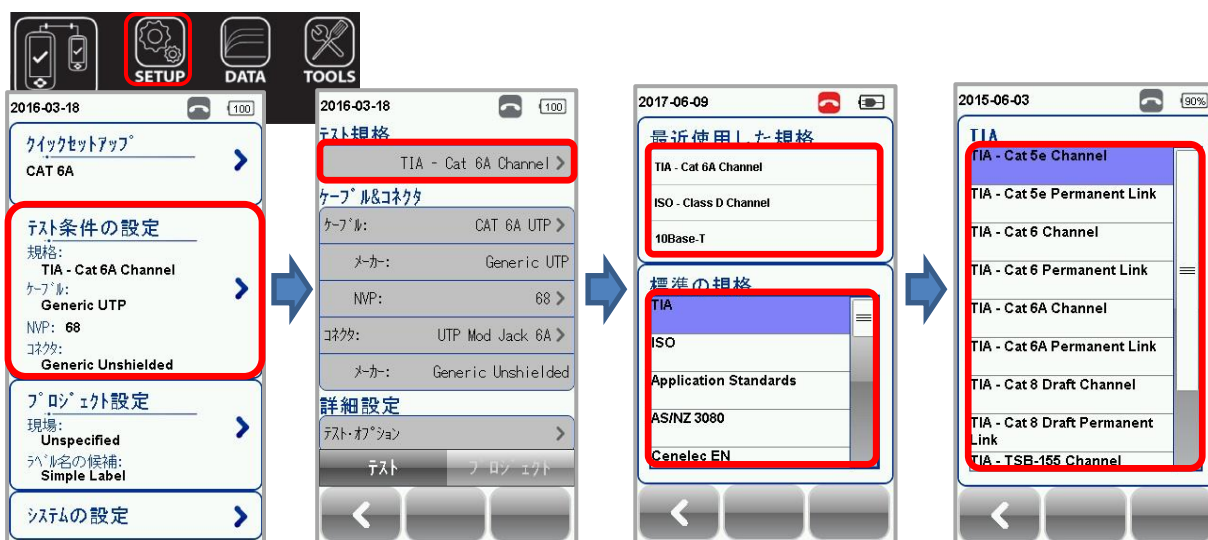 SETUP
DATA
TOOLS
2016-03-18
100
クイックセットアップ
CAT 6A
テスト条件の設定
規格:
TIA - Cat 6A Channel
ケーブル:
Generic UTP
NVP: 68
コネクタ:
Generic Unshielded
プロジェクト設定
現場:
Unspecified
ラベル名の候補:
Simple Label
システムの設定
2016-03-18
100
テスト規格
TIA - Cat 6A Channel
ケーブル&コネクタ
ケーブル: CAT 6A UTP
メーカー: Generic UTP
NVP: 68
コネクタ: UTP Mod Jack 6A
メーカー: Generic Unshielded
詳細設定
テスト・オプション
テスト プロジェクト
2017-06-09
最近使用した規格
TIA - Cat 6A Channel
ISO - Class D Channel
10Base-T
標準の規格
TIA
ISO
Application Standards
AS/NZ 3080
Cenelec EN
2015-06-03
90%
TIA
TIA - Cat 5e Channel
TIA - Cat 5e Permanent Link
TIA - Cat 6 Channel
TIA - Cat 6 Permanent Link
TIA - Cat 6A Channel
TIA - Cat 6A Permanent Link
TIA - Cat 8 Draft Channel
TIA - Cat 8 Draft Permanent
Link
TIA - TSB-155 Channel